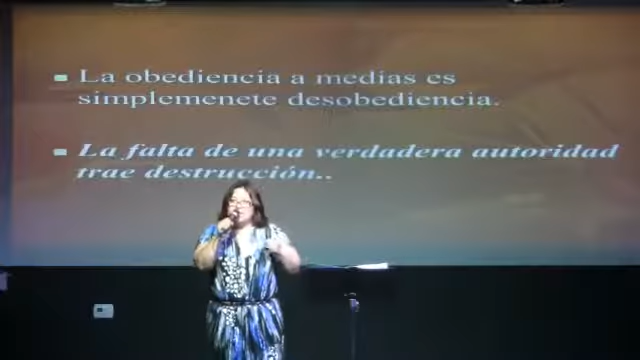 La obediencia a medias es
simplemenete desobediencia.
La falta de una verdadera autoridad
trae destrucción..